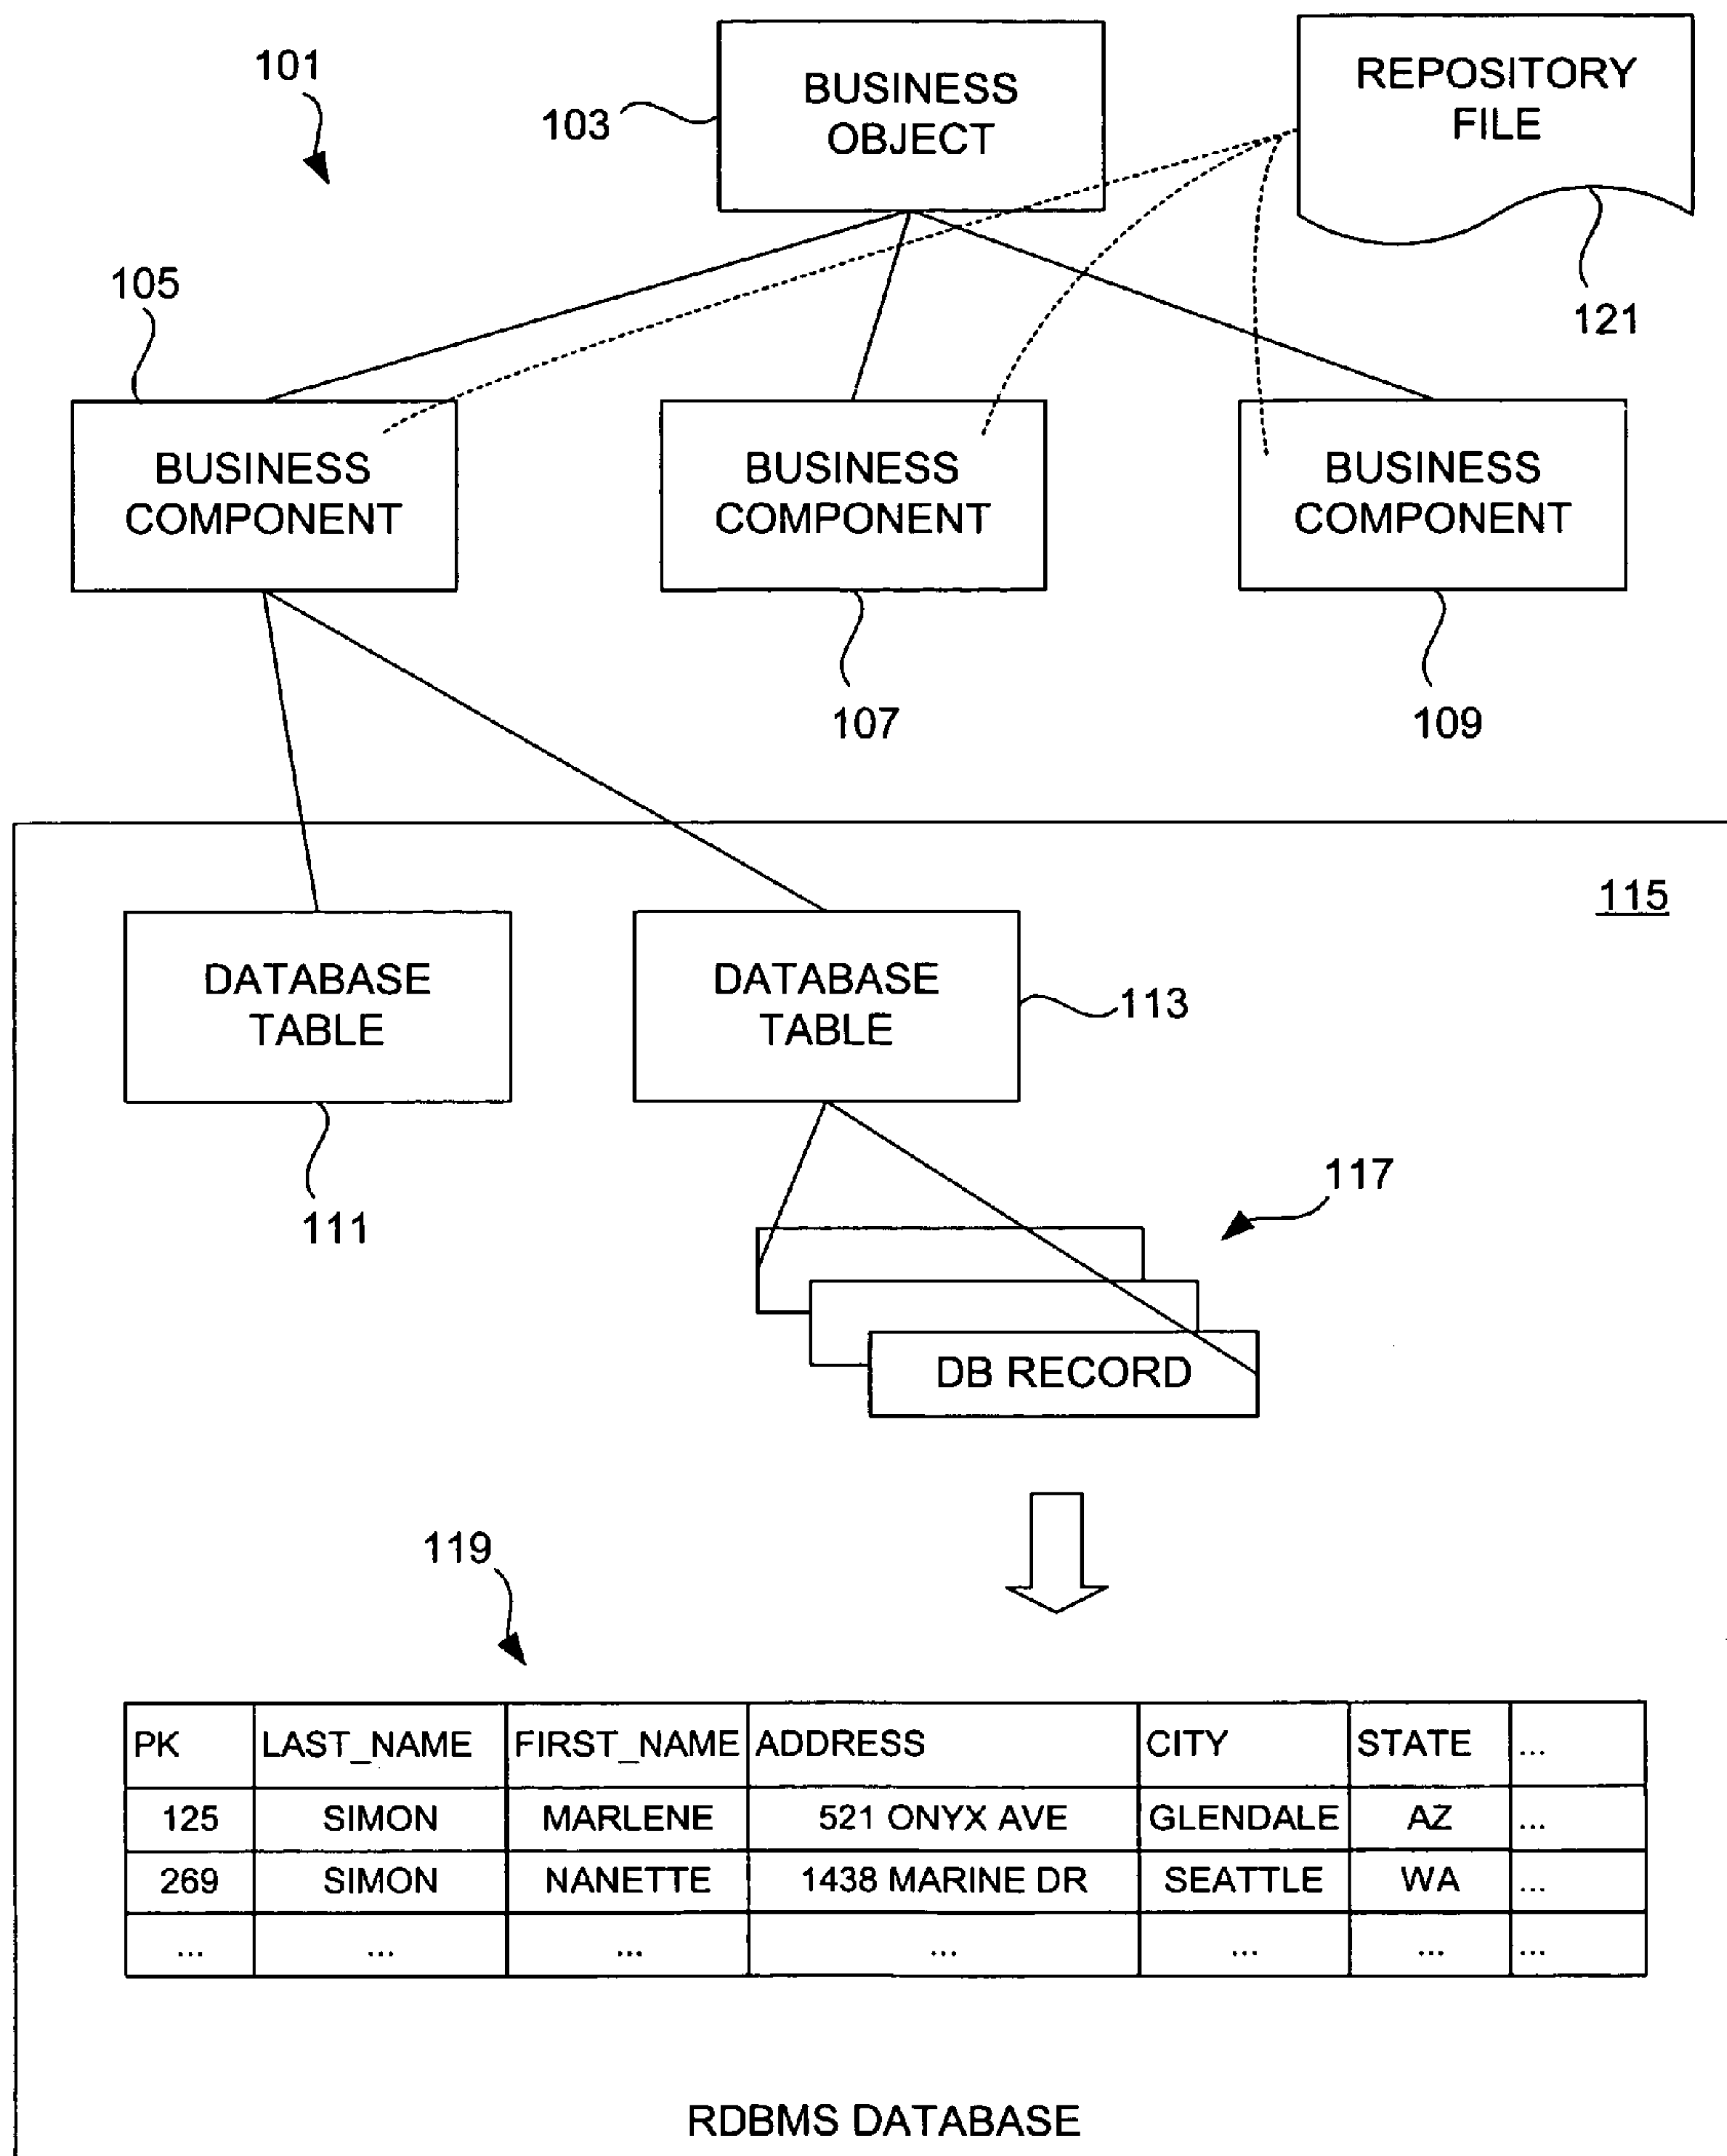 101
103
BUSINESS
OBJECT
REPOSITORY
FILE
121
105
BUSINESS
COMPONENT
BUSINESS
COMPONENT
BUSINESS
COMPONENT
107
109
115
DATABASE
TABLE
DATABASE
TABLE
113
111
117
DB RECORD
119
PK LAST_NAME FIRST_NAME ADDRESS CITY STATE ...
125 SIMON MARLENE 521 ONYX AVE GLENDALE AZ ...
269 SIMON NANETTE 1438 MARINE DR SEATTLE WA ...
... ... ... ... ... ... ...
RDBMS DATABASE